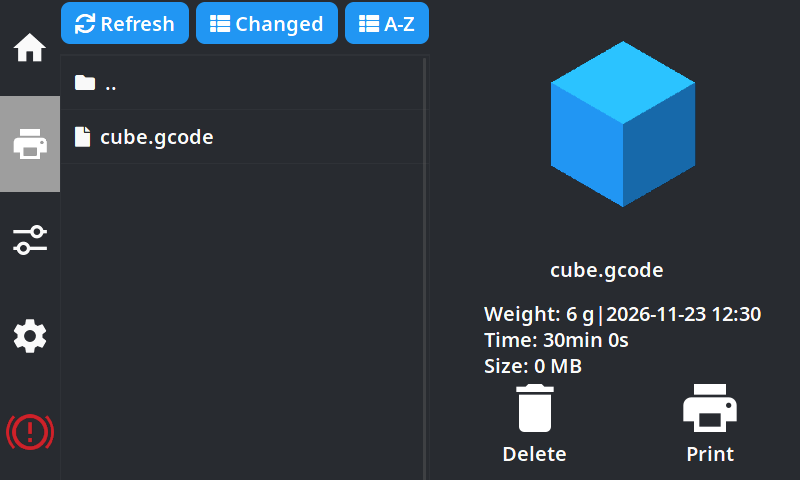 Refresh
Changed
A-Z
..
cube.gcode
cube.gcode
Weight: 6 g|2026-11-23 12:30
Time: 30min 0s
Size: 0 MB
Delete
Print